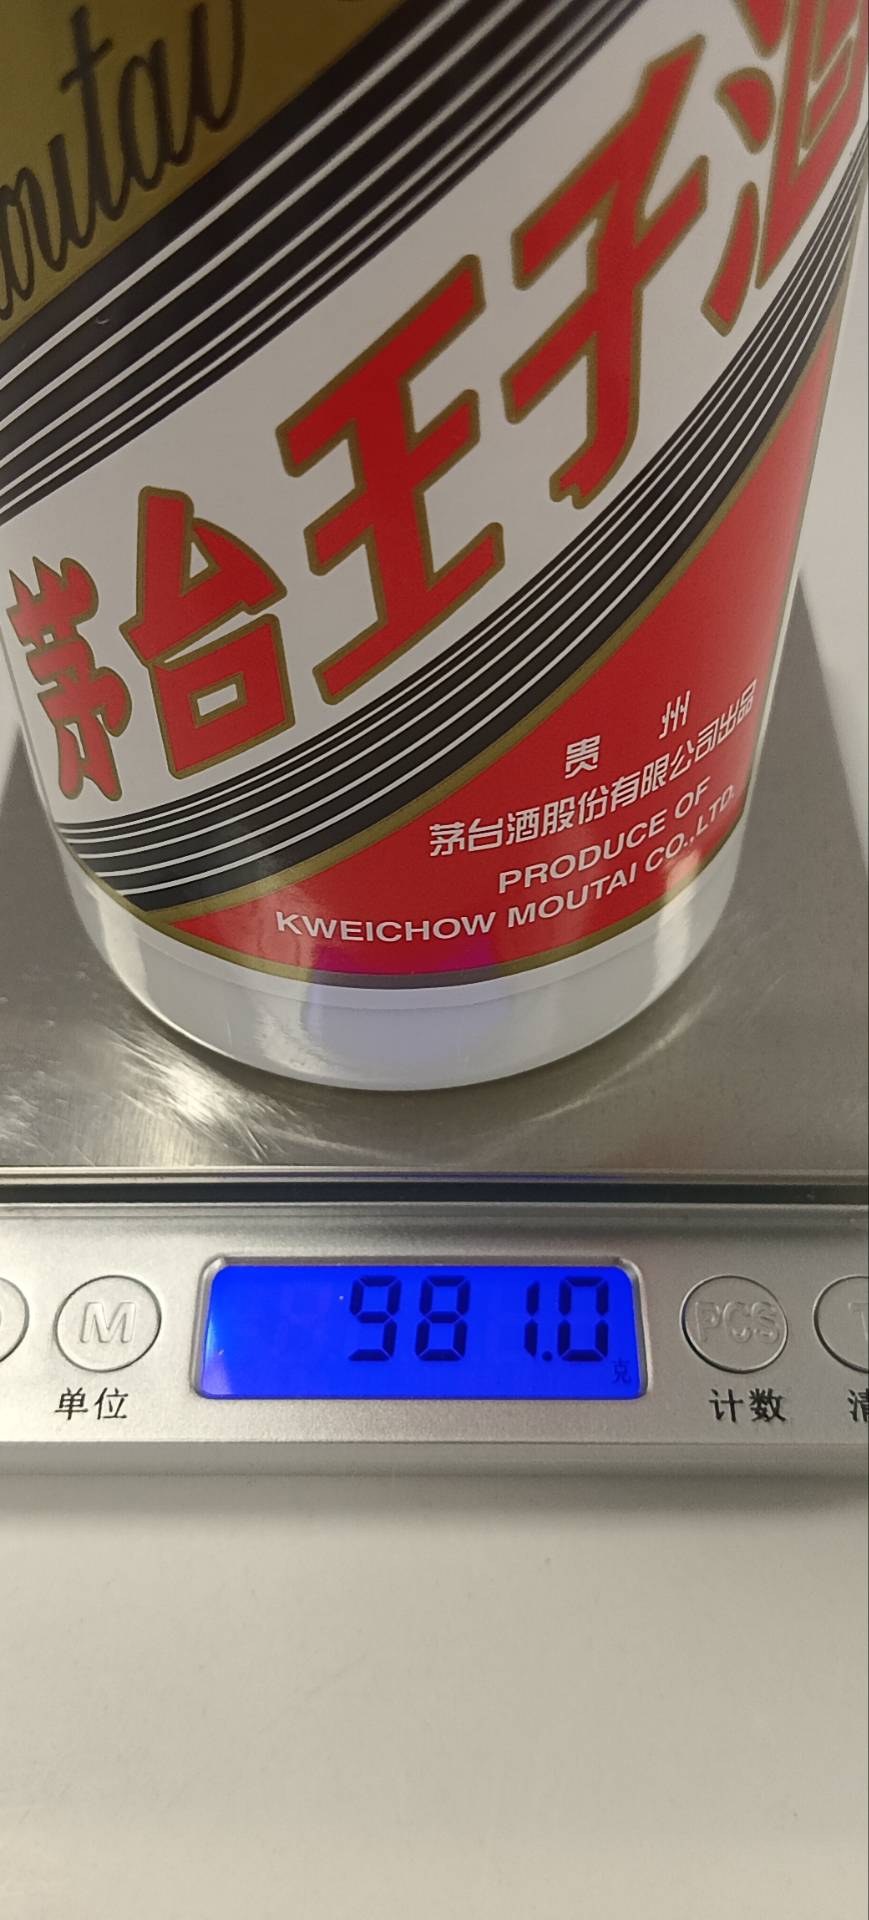 outai
茅台王子酒
贵 州
茅台酒股份有限公司出品
PRODUCE OF
KWEICHOW MOUTAI CO.,LTD.
981.0
克
M PCS T
单位 计数 清